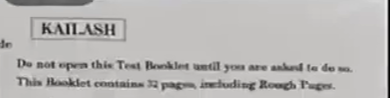 KAILASH
de
Do not open this Test Booklet until you are asked to do so.
This Booklet contains 32 pages, including Rough Pages.